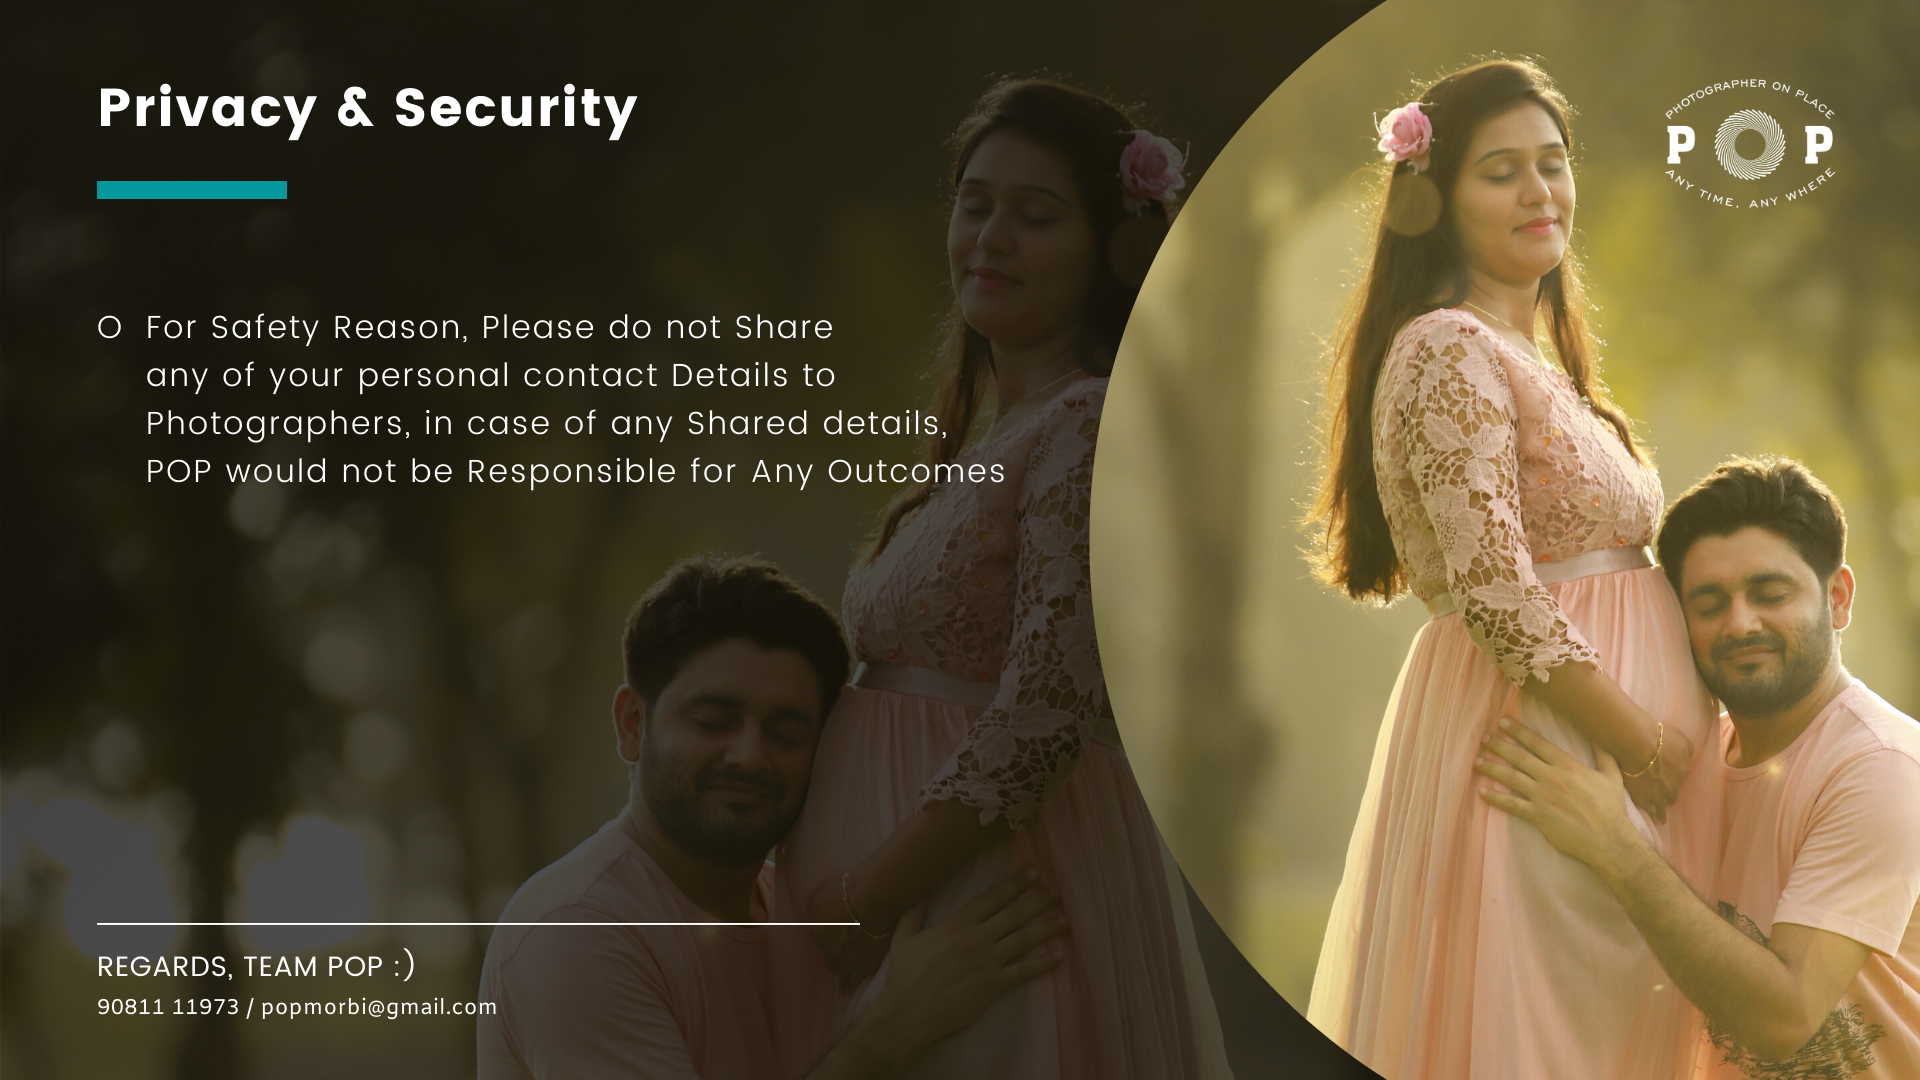 Privacy & Security
PHOTOGRAPHER ON PLACE
P O P
ANY TIME, ANY WHERE
O For Safety Reason, Please do not Share
any of your personal contact Details to
Photographers, in case of any Shared details,
POP would not be Responsible for Any Outcomes
REGARDS, TEAM POP :)
90811 11973 / popmorbi@gmail.com